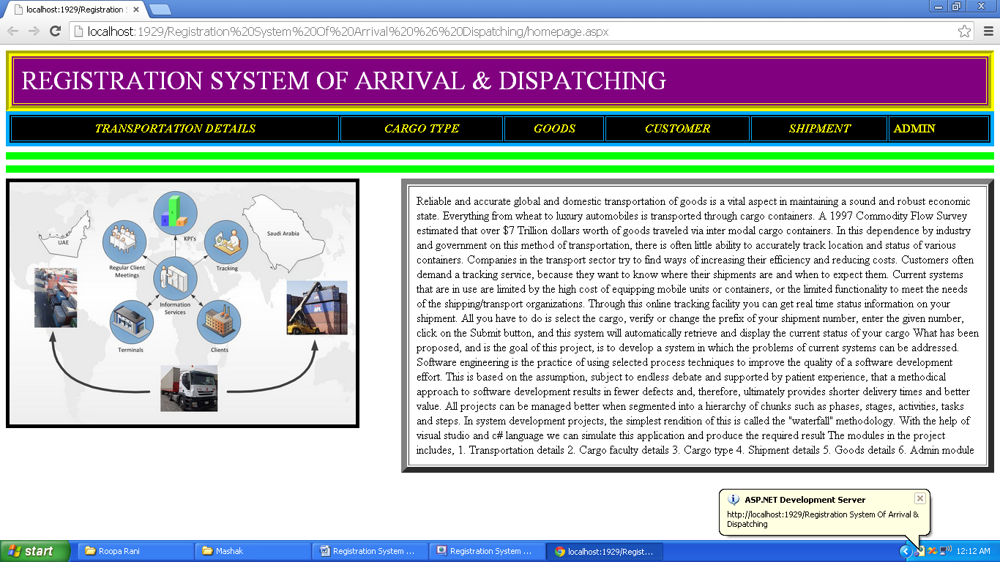 localhost:1929/Registration S
localhost:1929/Registration%20System%20Of%20Arrival%20%26%20Dispatching/homepage.aspx
REGISTRATION SYSTEM OF ARRIVAL & DISPATCHING
TRANSPORTATION DETAILS CARGO TYPE GOODS CUSTOMER SHIPMENT ADMIN
UAE
KPI's
Saudi Arabia
Regular Client
Meetings
Tracking
Information
Services
APL
Terminals
Clients
Reliable and accurate global and domestic transportation of goods is a vital aspect in maintaining a sound and robust economic
state. Everything from wheat to luxury automobiles is transported through cargo containers. A 1997 Commodity Flow Survey
estimated that over $7 Trillion dollars worth of goods traveled via inter modal cargo containers. In this dependence by industry
and government on this method of transportation, there is often little ability to accurately track location and status of various
containers. Companies in the transport sector try to find ways of increasing their efficiency and reducing costs. Customers often
demand a tracking service, because they want to know where their shipments are and when to expect them. Current systems
that are in use are limited by the high cost of equipping mobile units or containers, or the limited functionality to meet the needs
of the shipping/transport organizations. Through this online tracking facility you can get real time status information on your
shipment. All you have to do is select the cargo, verify or change the prefix of your shipment number, enter the given number,
click on the Submit button, and this system will automatically retrieve and display the current status of your cargo What has been
proposed, and is the goal of this project, is to develop a system in which the problems of current systems can be addressed.
Software engineering is the practice of using selected process techniques to improve the quality of a software development
effort. This is based on the assumption, subject to endless debate and supported by patient experience, that a methodical
approach to software development results in fewer defects and, therefore, ultimately provides shorter delivery times and better
value. All projects can be managed better when segmented into a hierarchy of chunks such as phases, stages, activities, tasks
and steps. In system development projects, the simplest rendition of this is called the "waterfall" methodology. With the help of
visual studio and c# language we can simulate this application and produce the required result The modules in the project
includes, 1. Transportation details 2. Cargo faculty details 3. Cargo type 4. Shipment details 5. Goods details 6. Admin module
ASP.NET Development Server
http://localhost:1929/Registration System Of Arrival &
Dispatching
start Roopa Rani Mashak Registration System ... Registration System ... localhost:1929/Regist... 12:12 AM